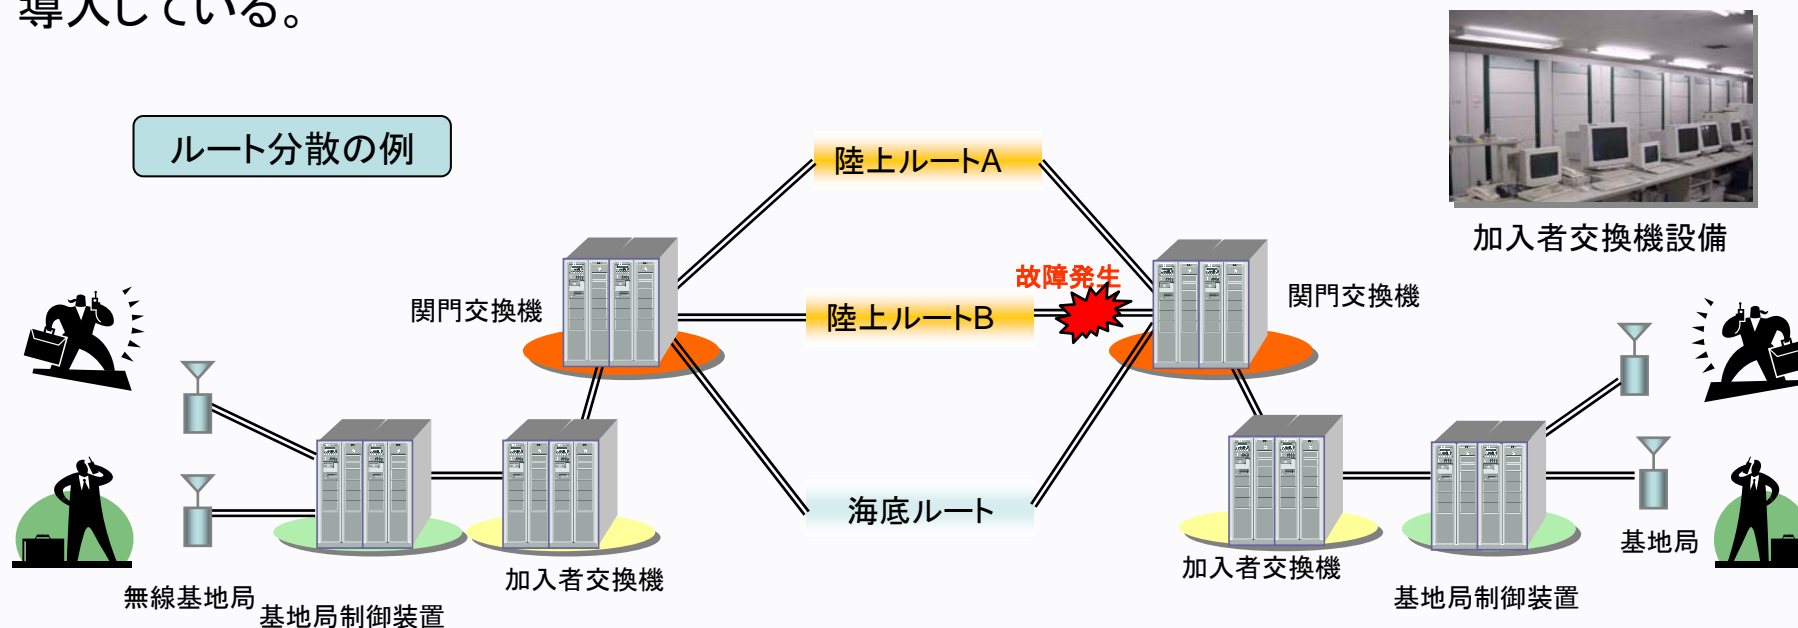 導入している。
ルート分散の例
陸上ルートA
加入者交換機設備
故障発生
関門交換機
関門交換機
陸上ルートB
海底ルート
基地局
加入者交換機
加入者交換機
無線基地局
基地局制御装置
基地局制御装置